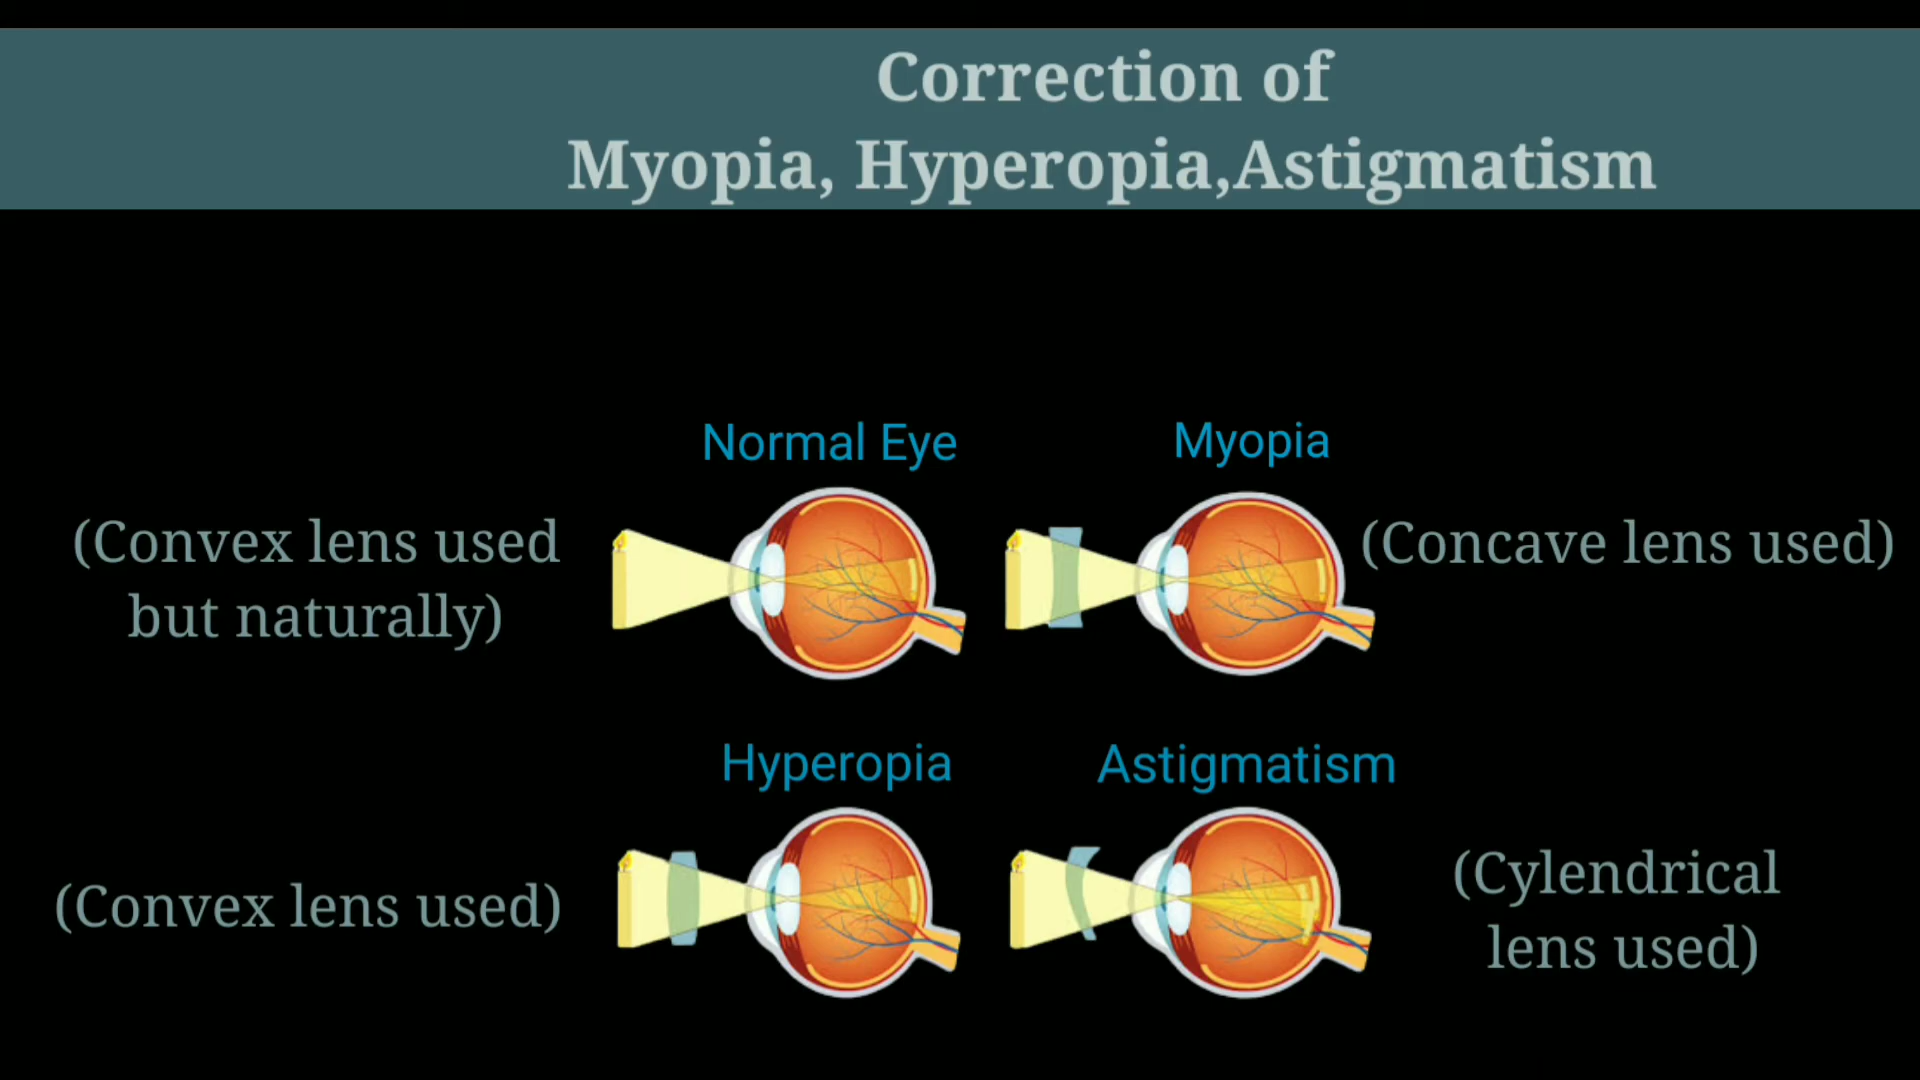 Correction of
Myopia, Hyperopia,Astigmatism
Normal Eye
(Convex lens used
but naturally)
Myopia
(Concave lens used)
Hyperopia
(Convex lens used)
Astigmatism
(Cylendrical
lens used)